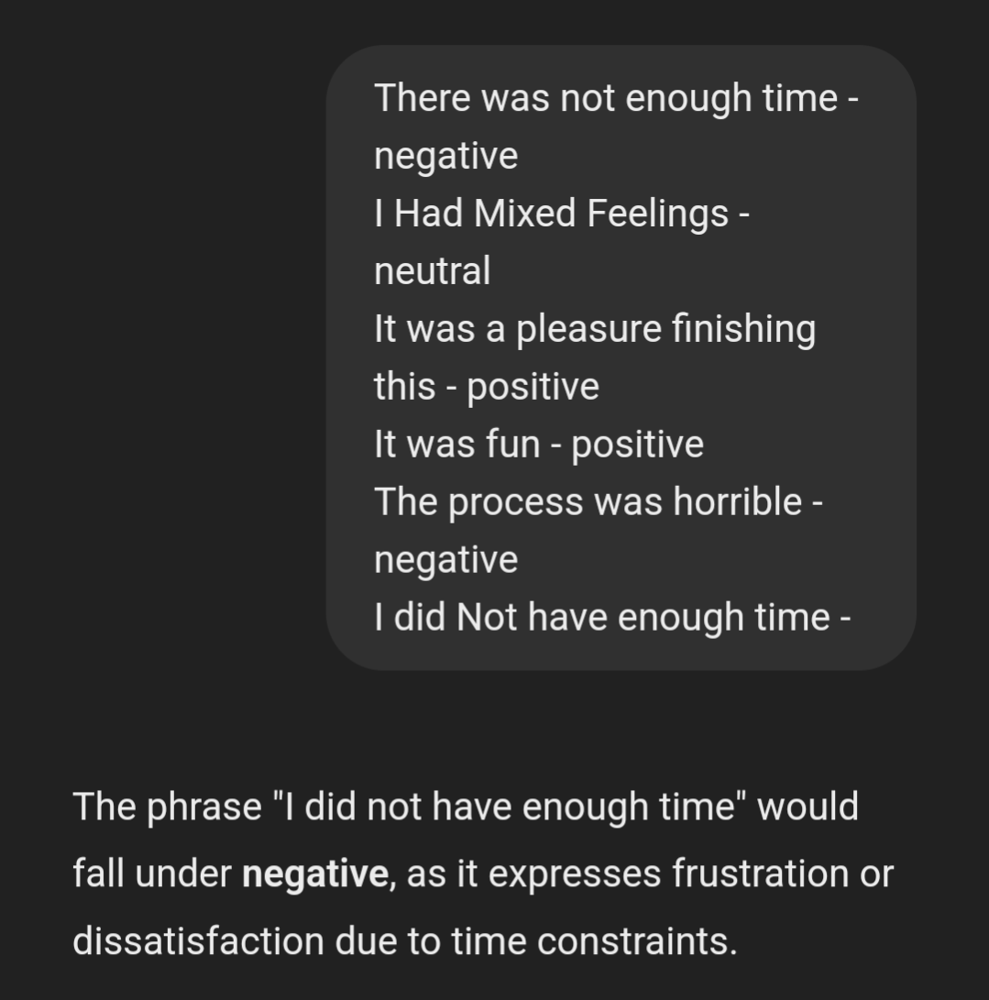 There was not enough time -
negative
I Had Mixed Feelings -
neutral
It was a pleasure finishing
this - positive
It was fun - positive
The process was horrible -
negative
I did Not have enough time -
The phrase "I did not have enough time" would
fall under negative, as it expresses frustration or
dissatisfaction due to time constraints.